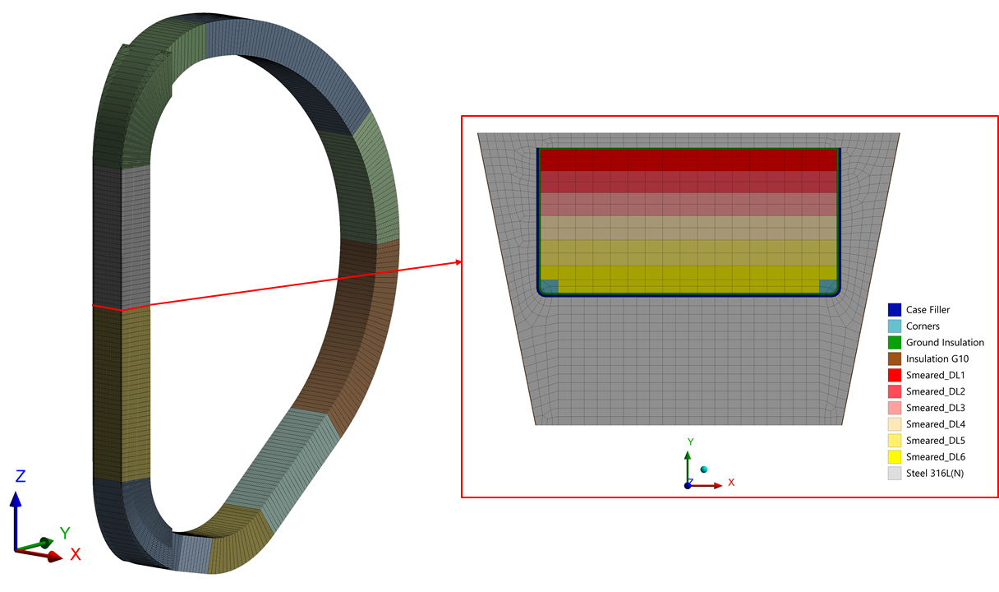 Z
Y
X
Y
Z
X
Case Filler
Corners
Ground Insulation
Insulation G10
Smeared_DL1
Smeared_DL2
Smeared_DL3
Smeared_DL4
Smeared_DL5
Smeared_DL6
Steel 316L(N)